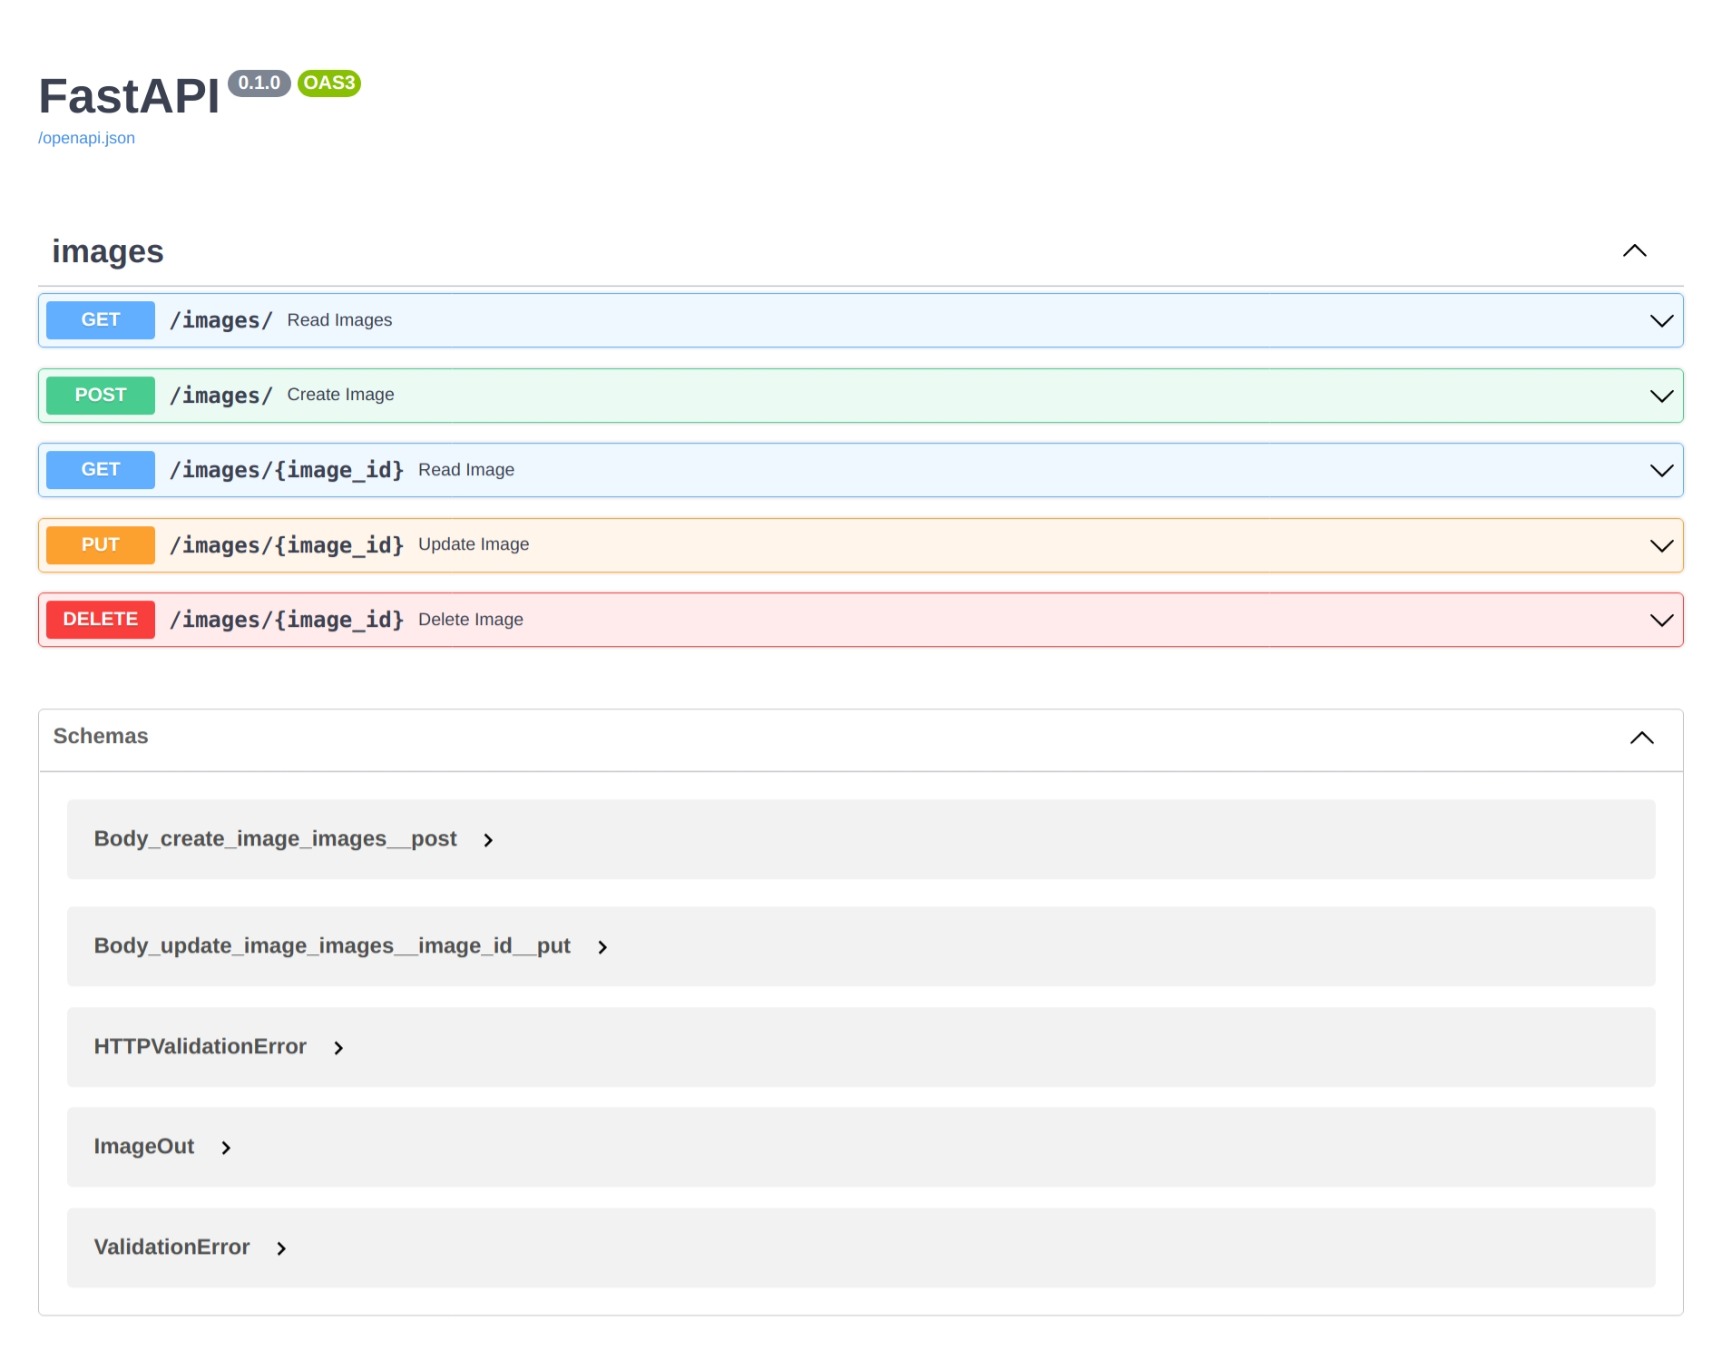 FastAPI 0.1.0 OAS3
/openapi.json
images
GET /images/ Read Images
POST /images/ Create Image
GET /images/{image_id} Read Image
PUT /images/{image_id} Update Image
DELETE /images/{image_id} Delete Image
Schemas
Body_create_image_images__post
Body_update_image_images__image_id__put
HTTPValidationError
ImageOut
ValidationError